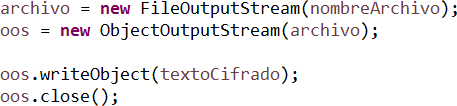 archivo = new FileOutputStream(nombreArchivo);
oos = new ObjectOutputStream(archivo);
oos.writeObject(textoCifrado);
oos.close();